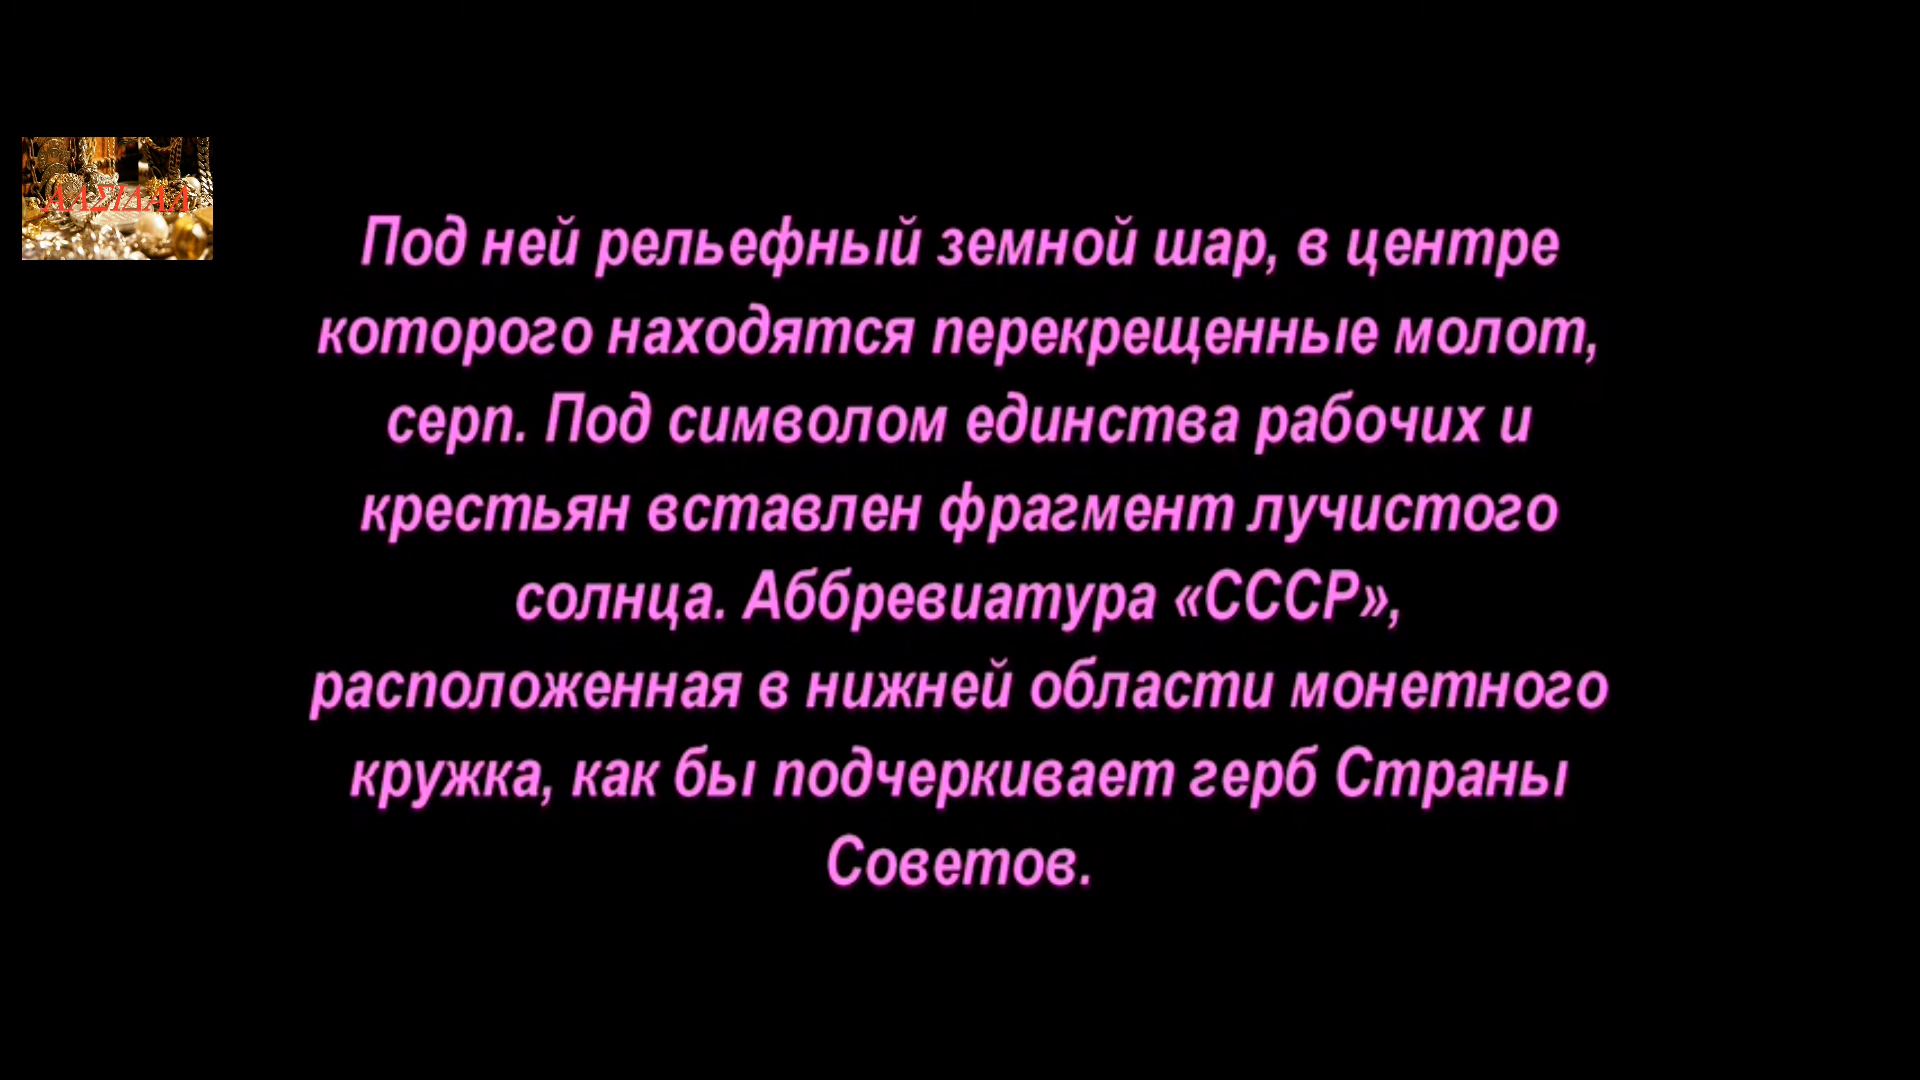 Под ней рельефный земной шар, в центре
которого находятся перекрещенные молот,
серп. Под символом единства рабочих и
крестьян вставлен фрагмент лучистого
солнца. Аббревиатура «СССР»,
расположенная в нижней области монетного
кружка, как бы подчеркивает герб Страны
Советов.